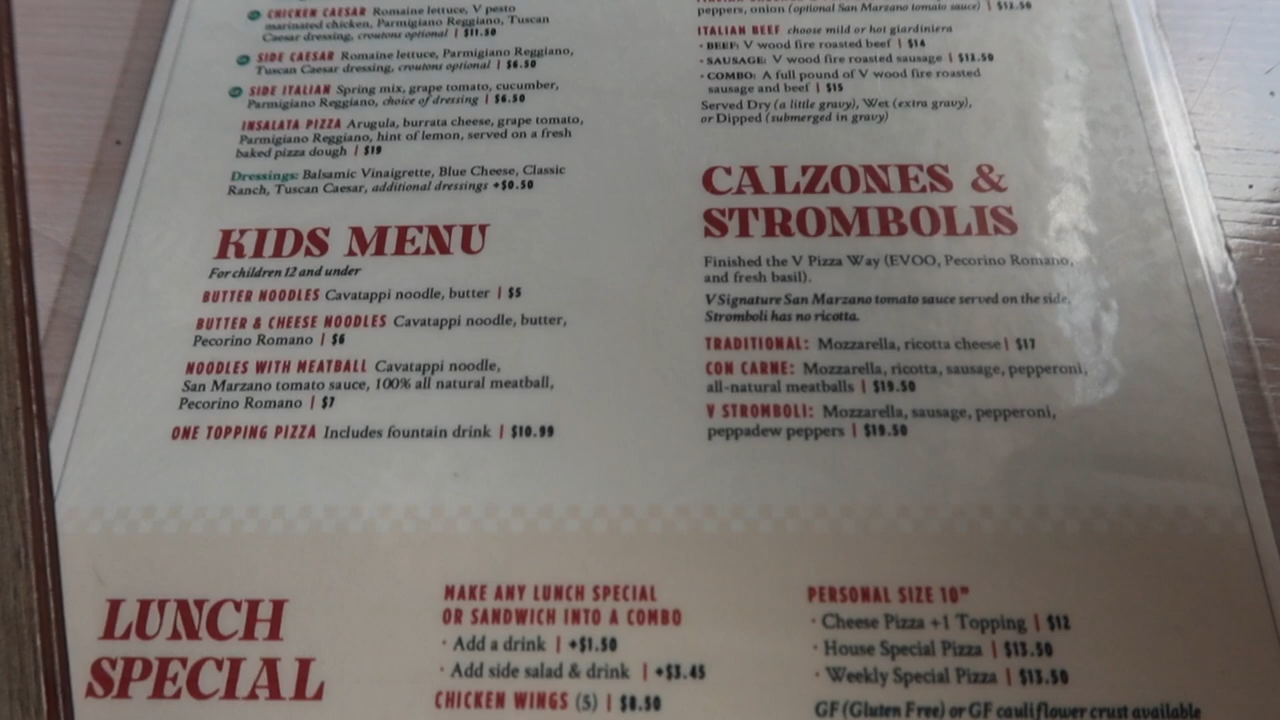 CHICKEN CAESAR Romaine lettuce, V pesto
marinated chicken, Parmigiano Reggiano, Tuscan
Caesar dressing, croutons optional | $11.50
SIDE CAESAR Romaine lettuce, Parmigiano Reggiano,
Tuscan Caesar dressing, croutons optional | $6.50
SIDE ITALIAN Spring mix, grape tomato, cucumber,
Parmigiano Reggiano, choice of dressing | $6.50
INSALATA PIZZA Arugula, burrata cheese, grape tomato,
Parmigiano Reggiano, hint of lemon, served on a fresh
baked pizza dough | $19
Dressings: Balsamic Vinaigrette, Blue Cheese, Classic
Ranch, Tuscan Caesar, additional dressings +$0.50
KIDS MENU
For children 12 and under
BUTTER NOODLES Cavatappi noodle, butter | $5
BUTTER & CHEESE NOODLES Cavatappi noodle, butter,
Pecorino Romano | $6
NOODLES WITH MEATBALL Cavatappi noodle,
San Marzano tomato sauce, 100% all natural meatball,
Pecorino Romano | $7
ONE TOPPING PIZZA Includes fountain drink | $10.99
peppers, onion (optional San Marzano tomato sauce) | $13.50
ITALIAN BEEF choose mild or hot giardiniera
• BEEF: V wood fire roasted beef | $14
• SAUSAGE: V wood fire roasted sausage | $13.50
• COMBO: A full pound of V wood fire roasted
sausage and beef | $15
Served Dry (a little gravy), Wet (extra gravy),
or Dipped (submerged in gravy)
CALZONES &
STROMBOLIS
Finished the V Pizza Way (EVOO, Pecorino Romano,
and fresh basil).
V Signature San Marzano tomato sauce served on the side,
Stromboli has no ricotta.
TRADITIONAL: Mozzarella, ricotta cheese | $17
CON CARNE: Mozzarella, ricotta, sausage, pepperoni,
all-natural meatballs | $19.50
V STROMBOLI: Mozzarella, sausage, pepperoni,
peppadew peppers | $19.50
LUNCH
SPECIAL
MAKE ANY LUNCH SPECIAL
OR SANDWICH INTO A COMBO
• Add a drink | +$1.50
• Add side salad & drink | +$3.45
CHICKEN WINGS (5) | $8.50
PERSONAL SIZE 10"
• Cheese Pizza +1 Topping | $12
• House Special Pizza | $13.50
• Weekly Special Pizza | $13.50
GF (Gluten Free) or GF cauliflower crust available